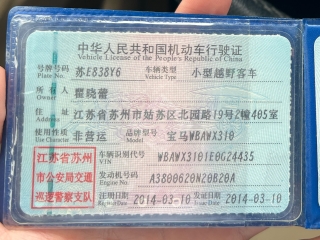 中华人民共和国机动车行驶证
Vehicle License of the People's Republic of China
号牌号码 苏E838Y6 车辆类型 小型越野客车
Plate No. Vehicle Type
所有人 瞿晓蕾
Owner
住址 江苏省苏州市姑苏区北园路19号2幢405室
Address
使用性质 非营运 品牌型号 宝马WBAWX310
Use Character Model
车辆识别代号 WBAWX3101E0G24435
VIN
发动机号码 A3800620N20B20A
Engine No.
注册日期 2014-03-10 发证日期 2014-03-10
Register Date Issue Date
江苏省苏州
市公安局交通
巡逻警察支队